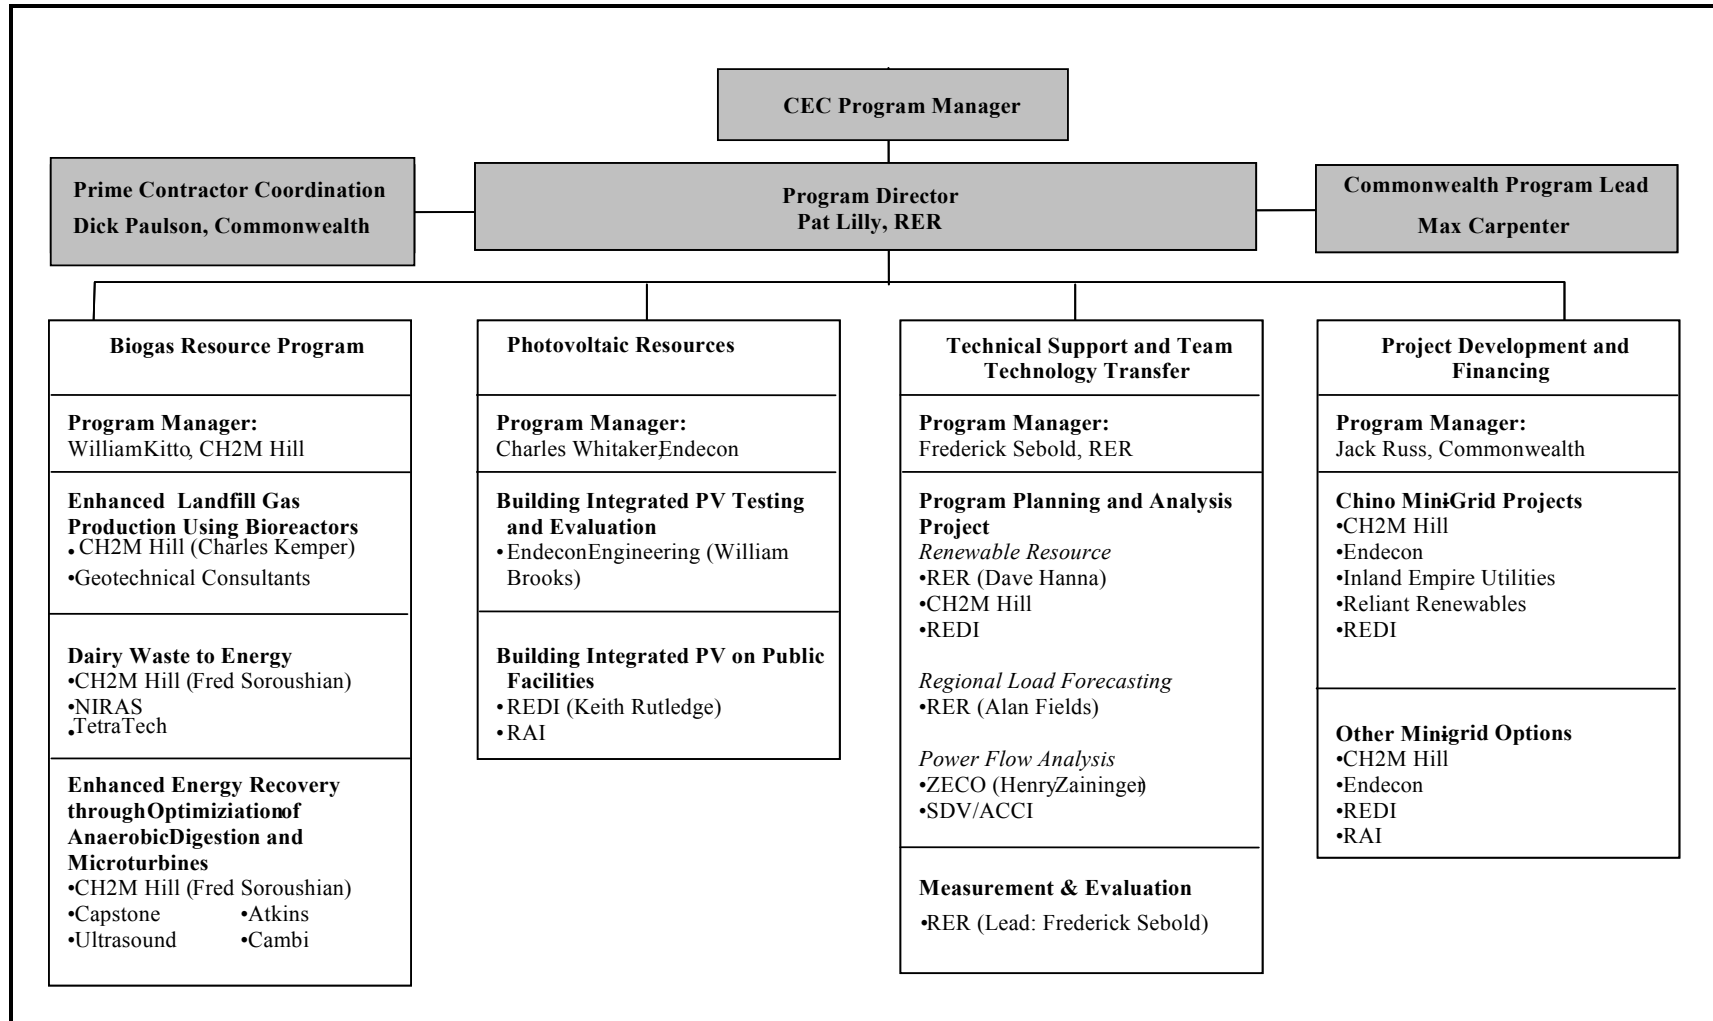 CEC Program Manager
Prime Contractor Coordination
Dick Paulson, Commonwealth
Program Director
Pat Lilly, RER
Commonwealth Program Lead
Max Carpenter
Biogas Resource Program
Program Manager:
WilliamKitto, CH2M Hill
Enhanced Landfill Gas
Production Using Bioreactors
• CH2M Hill (Charles Kemper)
•Geotechnical Consultants
Dairy Waste to Energy
•CH2M Hill (Fred Soroushian)
•NIRAS
•TetraTech
Enhanced Energy Recovery
throughOptimiziationof
AnaerobicDigestion and
Microturbines
•CH2M Hill (Fred Soroushian)
•Capstone •Atkins
•Ultrasound •Cambi
Photovoltaic Resources
Program Manager:
Charles Whitaker,Endecon
Building Integrated PV Testing
and Evaluation
•EndeconEngineering (William
Brooks)
Building Integrated PV on Public
Facilities
•REDI (Keith Rutledge)
•RAI
Technical Support and Team
Technology Transfer
Program Manager:
Frederick Sebold, RER
Program Planning and Analysis
Project
Renewable Resource
•RER (Dave Hanna)
•CH2M Hill
•REDI
Regional Load Forecasting
•RER (Alan Fields)
Power Flow Analysis
•ZECO (HenryZaininger)
•SDV/ACCI
Measurement & Evaluation
•RER (Lead: Frederick Sebold)
Project Development and
Financing
Program Manager:
Jack Russ, Commonwealth
Chino Mini-Grid Projects
•CH2M Hill
•Endecon
•Inland Empire Utilities
•Reliant Renewables
•REDI
Other Mini-grid Options
•CH2M Hill
•Endecon
•REDI
•RAI